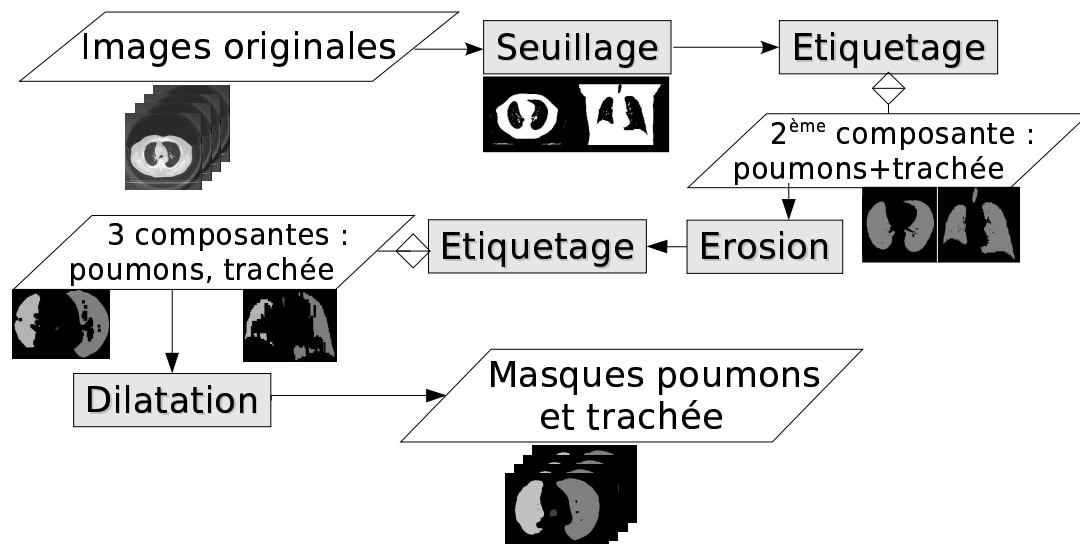 Images originales
Seuillage
Etiquetage
2ème composante :
poumons+trachée
Erosion
Etiquetage
3 composantes :
poumons, trachée
Dilatation
Masques poumons
et trachée